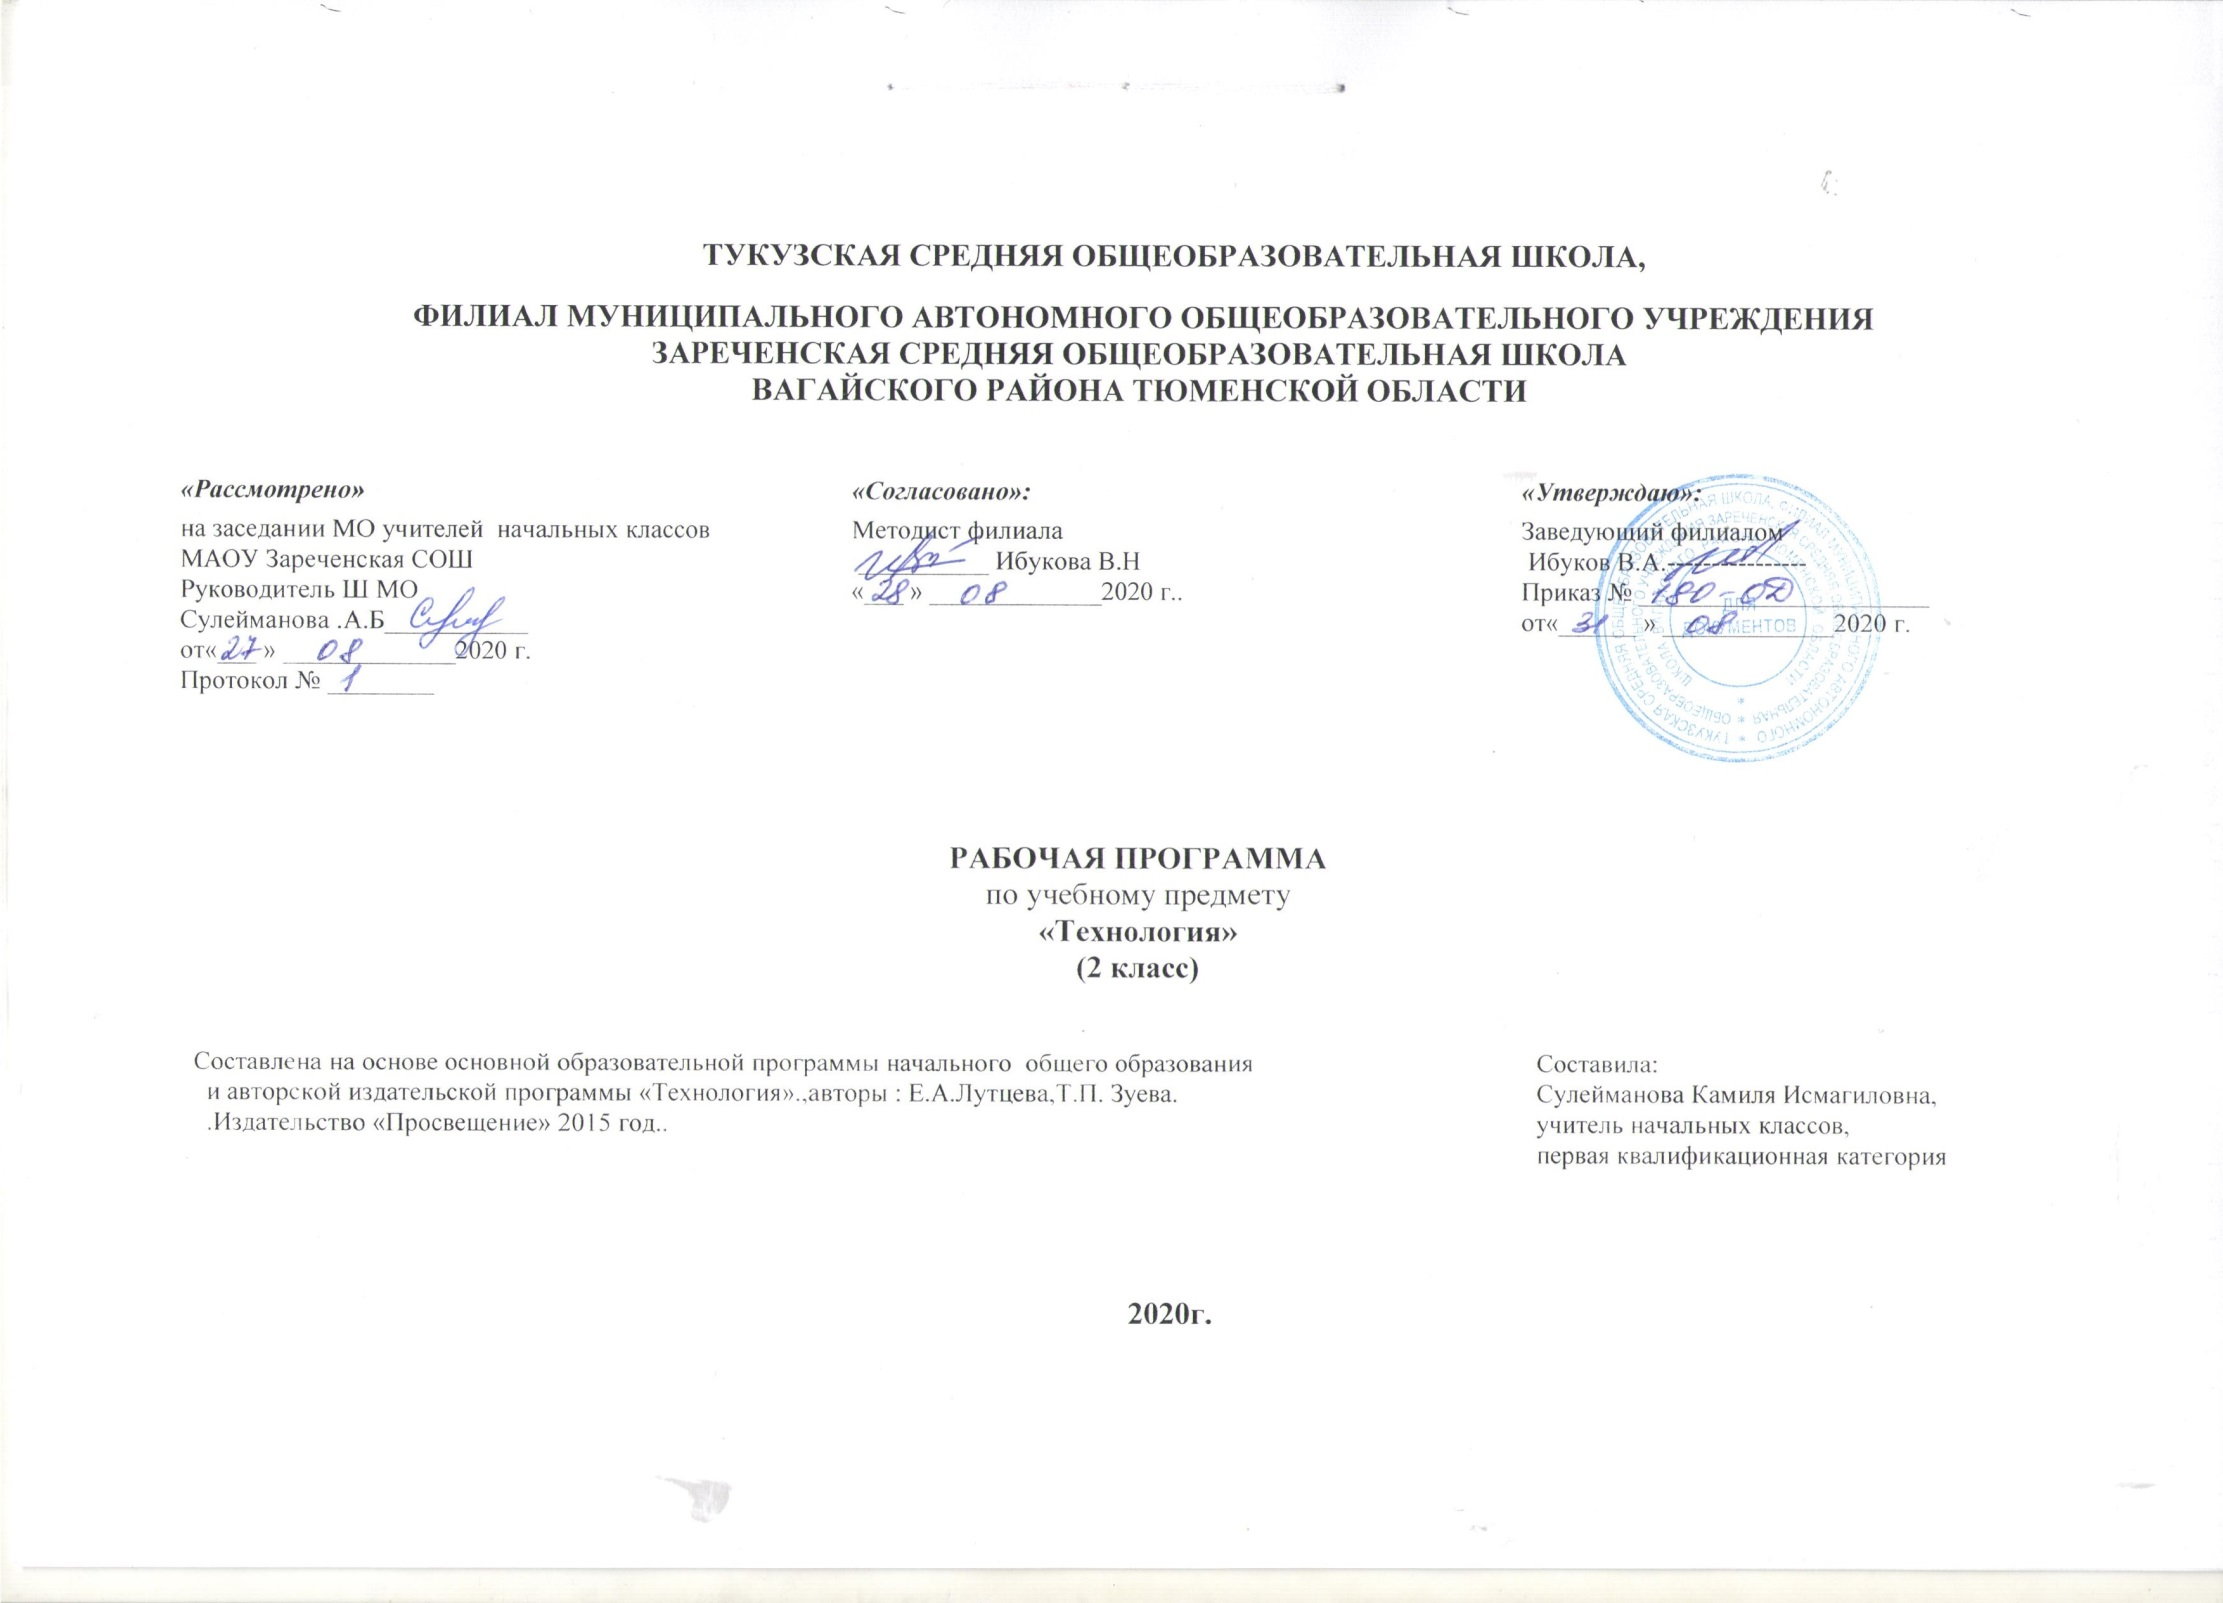 ТУКУЗСКАЯ СРЕДНЯЯ ОБЩЕОБРАЗОВАТЕЛЬНАЯ ШКОЛА,
ФИЛИАЛ МУНИЦИПАЛЬНОГО АВТОНОМНОГО ОБЩЕОБРАЗОВАТЕЛЬНОГО УЧРЕЖДЕНИЯ
ЗАРЕЧЕНСКАЯ СРЕДНЯЯ ОБЩЕОБРАЗОВАТЕЛЬНАЯ ШКОЛА
ВАГАЙСКОГО РАЙОНА ТЮМЕНСКОЙ ОБЛАСТИ
«Рассмотрено»
на заседании МО учителей начальных классов
МАОУ Зареченская СОШ
Руководитель Ш МО
Сулейманова .А.Б___________
от«27» 08 2020 г.
Протокол № 1
«Согласовано»:
Методист филиала
__________ Ибукова В.Н
«28» 08 2020 г..
«Утверждаю»:
Заведующий филиалом
Ибуков В.А.---------------
Приказ № 180-ОД
от« 31 » 08 2020 г.
ДЛЯ
ДОКУМЕНТОВ
РАБОЧАЯ ПРОГРАММА
по учебному предмету
«Технология»
(2 класс)
Составлена на основе основной образовательной программы начального общего образования
и авторской издательской программы «Технология».,авторы : Е.А.Лутцева,Т.П. Зуева.
.Издательство «Просвещение» 2015 год..
Составила:
Сулейманова Камиля Исмагиловна,
учитель начальных классов,
первая квалификационная категория
2020г.